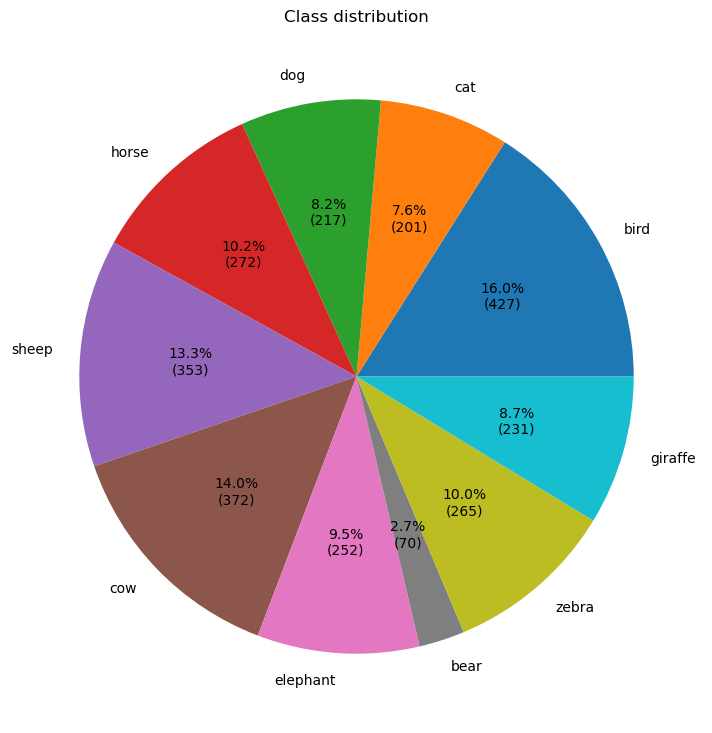 Class distribution
dog
cat
horse
bird
8.2%
(217)
7.6%
(201)
10.2%
(272)
16.0%
(427)
sheep
13.3%
(353)
8.7%
(231)
giraffe
14.0%
(372)
10.0%
(265)
9.5%
(252)
2.7%
(70)
cow
zebra
elephant
bear